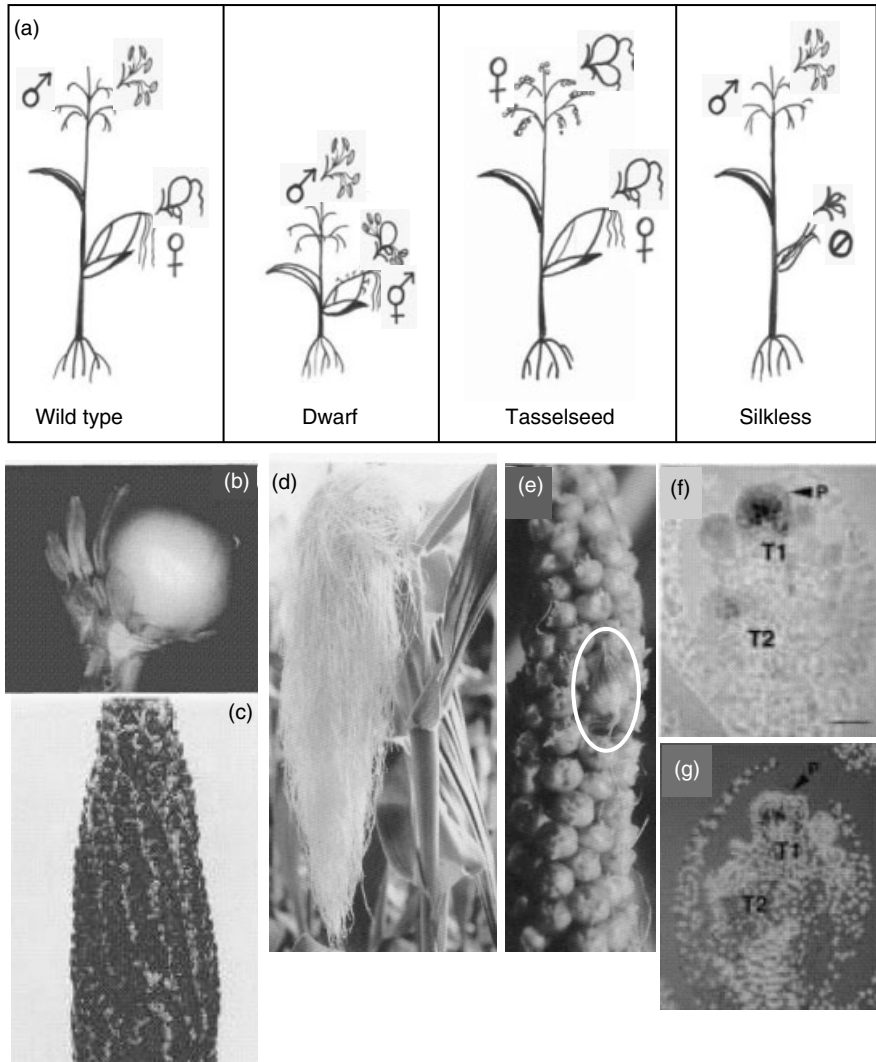 (a)
Wild type
Dwarf
Tasselseed
Silkless
(b)
(c)
(d)
(e)
(f)
P
T1
T2
(g)
P
T1
T2